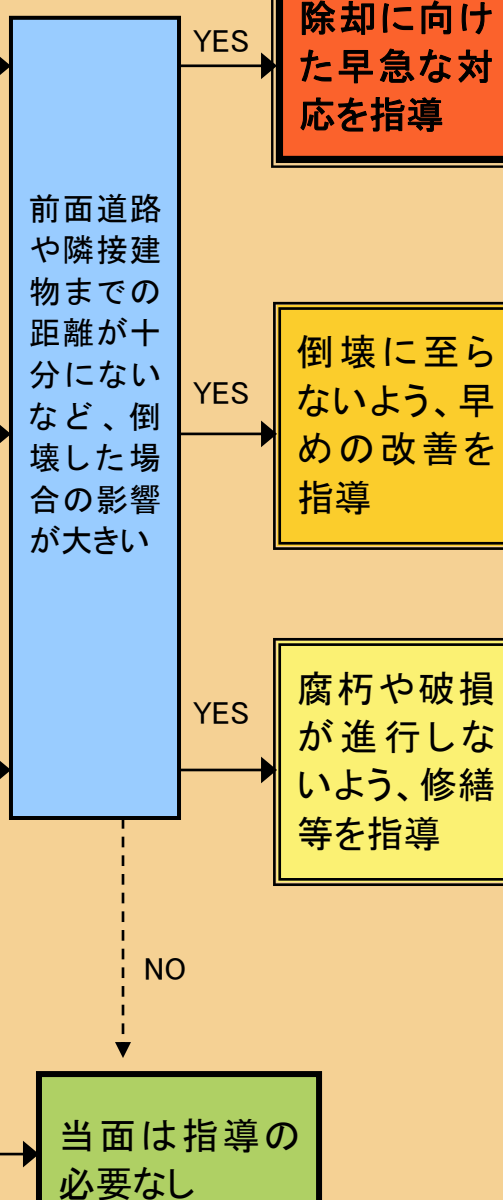 YES
除却に向け
た早急な対
応を指導
前面道路
や隣接建
物までの
距離が十
分にない
など、倒
壊した場
合の影響
が大きい
YES
倒壊に至ら
ないよう、早
めの改善を
指導
YES
腐朽や破損
が進行しな
いよう、修繕
等を指導
NO
当面は指導の
必要なし